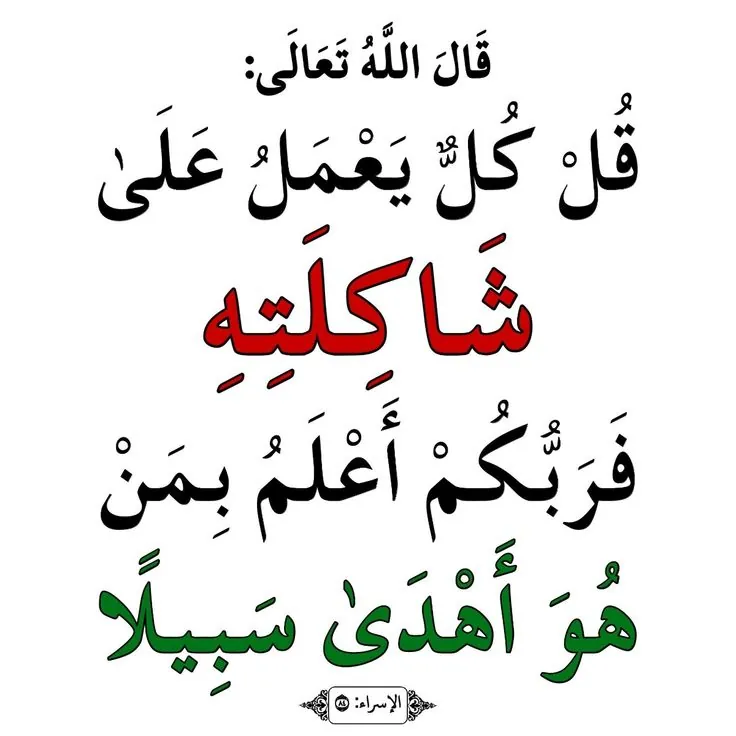 قَالَ اللَّهُ تَعَالَى:
قُلْ كُلٌّ يَعْمَلُ عَلَىٰ
شَاكِلَتِهِ
فَرَبُّكُمْ أَعْلَمُ بِمَنْ
هُوَ أَهْدَىٰ سَبِيلًا
الإسراء: ٨٤